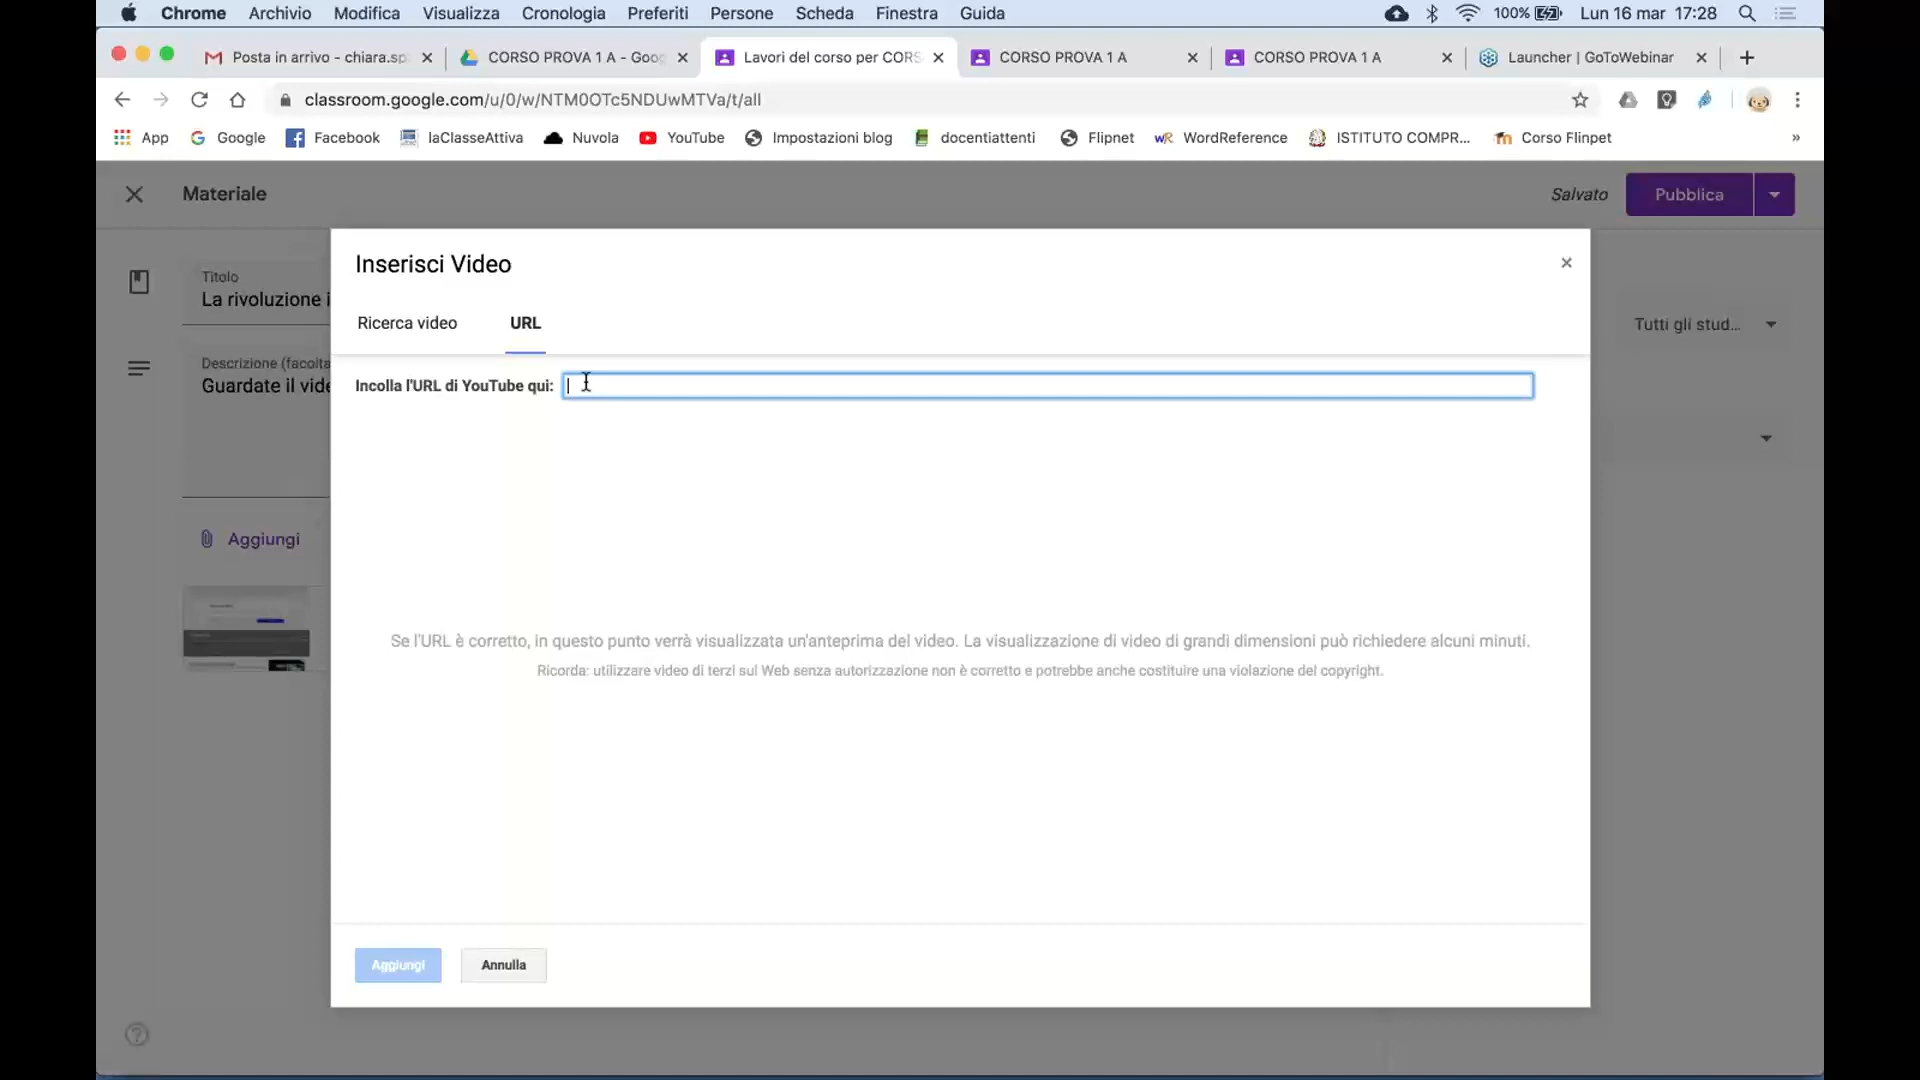 Chrome Archivio Modifica Visualizza Cronologia Preferiti Persone Scheda Finestra Guida 100% Lun 16 mar 17:28
Posta in arrivo - chiara.sp CORSO PROVA 1 A - Goog Lavori del corso per CORS CORSO PROVA 1 A CORSO PROVA 1 A Launcher | GoToWebinar
classroom.google.com/u/0/w/NTM0OTc5NDUwMTVa/t/all
App Google Facebook laClasseAttiva Nuvola YouTube Impostazioni blog docentiattenti Flipnet WordReference ISTITUTO COMPR... Corso Flinpet »
Materiale Salvato Pubblica
Inserisci Video
Titolo
La rivoluzione i
Ricerca video URL
Tutti gli stud...
Descrizione (facolta
Guardate il vide
Incolla l'URL di YouTube qui:
Aggiungi
Se l'URL è corretto, in questo punto verrà visualizzata un'anteprima del video. La visualizzazione di video di grandi dimensioni può richiedere alcuni minuti.
Ricorda: utilizzare video di terzi sul Web senza autorizzazione non è corretto e potrebbe anche costituire una violazione del copyright.
Aggiungi Annulla